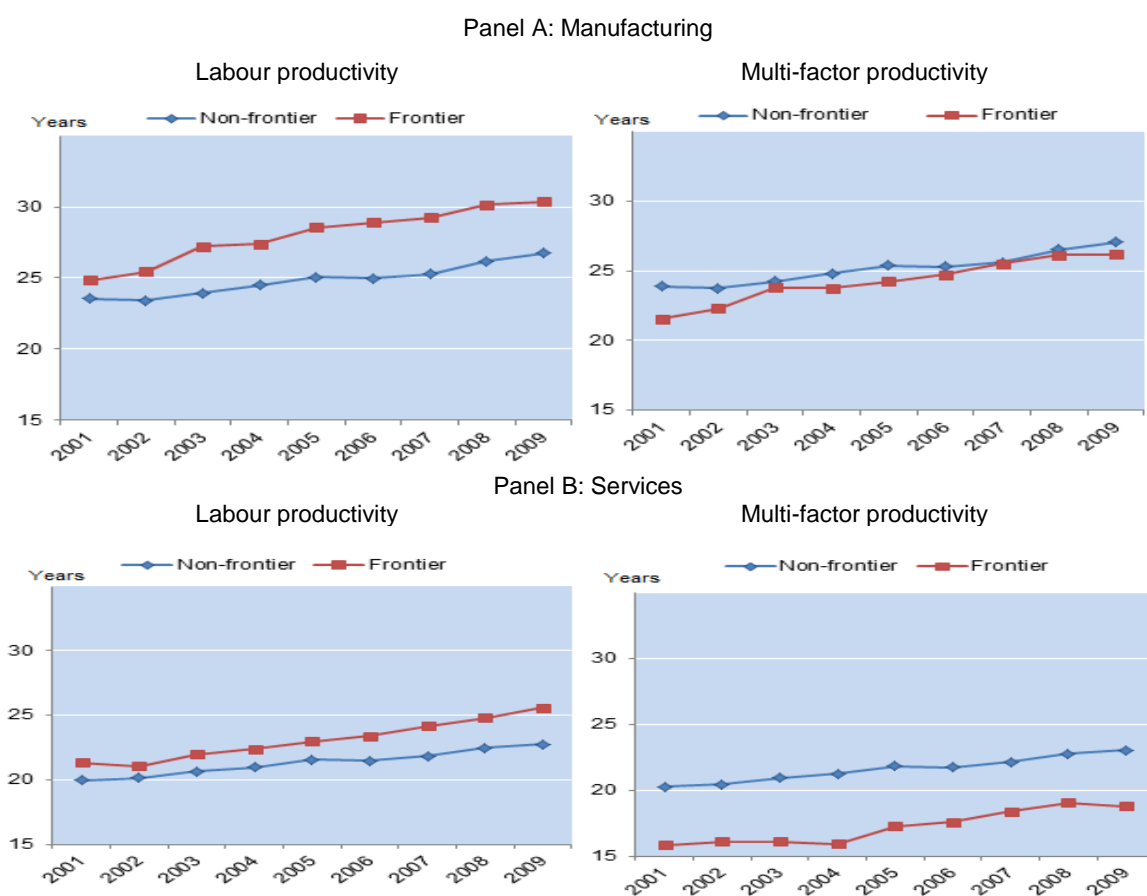 Panel A: Manufacturing
Labour productivity
Years
Non-frontier
Frontier
30
25
20
15
2001
2002
2003
2004
2005
2006
2007
2008
2009
Multi-factor productivity
Years
Non-frontier
Frontier
30
25
20
15
2001
2002
2003
2004
2005
2006
2007
2008
2009
Panel B: Services
Labour productivity
Years
Non-frontier
Frontier
30
25
20
15
2001
2002
2003
2004
2005
2006
2007
2008
2009
Multi-factor productivity
Years
Non-frontier
Frontier
30
25
20
15
2001
2002
2003
2004
2005
2006
2007
2008
2009